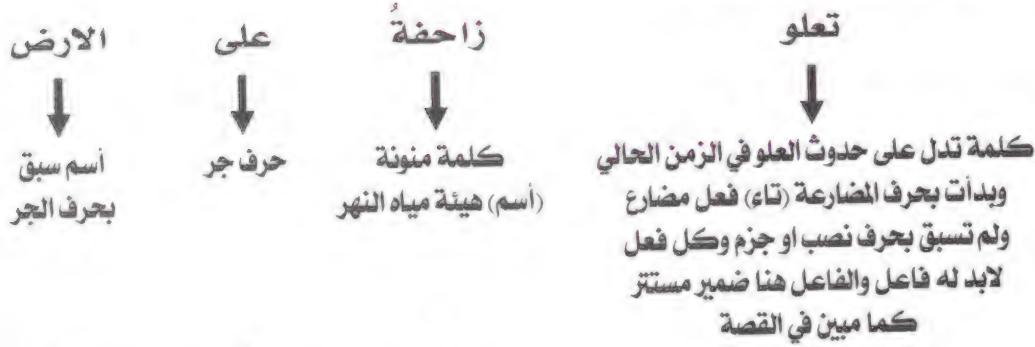 تعلو
زاحفةُ
على
الارض
كلمة تدل على حدوث العلو في الزمن الحالي
وبدأت بحرف المضارعة (تاء) فعل مضارع
ولم تسبق بحرف نصب او جزم وكل فعل
لابد له فاعل والفاعل هنا ضمير مستتر
كما مبين في القصة
كلمة منونة
(أسم) هيئة مياه النهر
حرف جر
أسم سبق
بحرف الجر